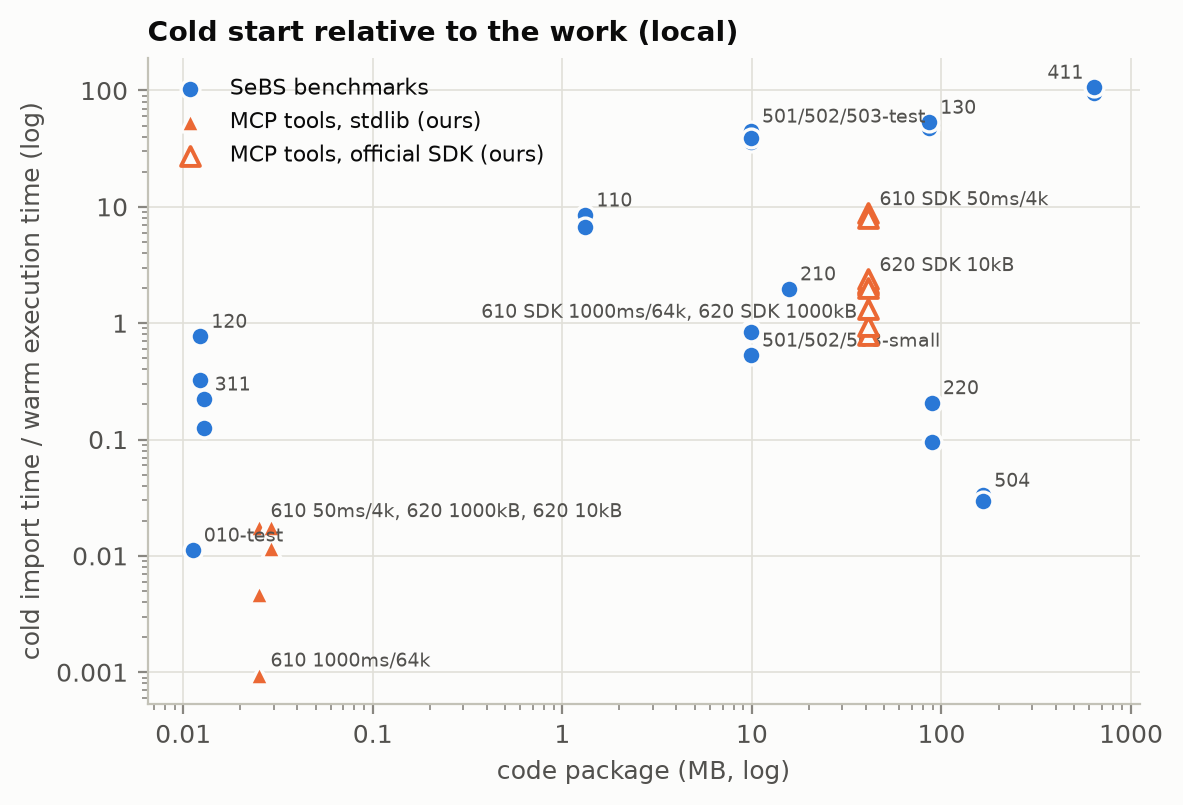 Cold start relative to the work (local)
SeBS benchmarks
MCP tools, stdlib (ours)
MCP tools, official SDK (ours)
cold import time / warm execution time (log)
100
10
1
0.1
0.01
0.001
411
501/502/503-test
130
110
610 SDK 50ms/4k
620 SDK 10kB
210
610 SDK 1000ms/64k, 620 SDK 1000kB
120
501/502/503-small
311
220
504
610 50ms/4k, 620 1000kB, 620 10kB
010-test
610 1000ms/64k
0.01
0.1
1
10
100
1000
code package (MB, log)